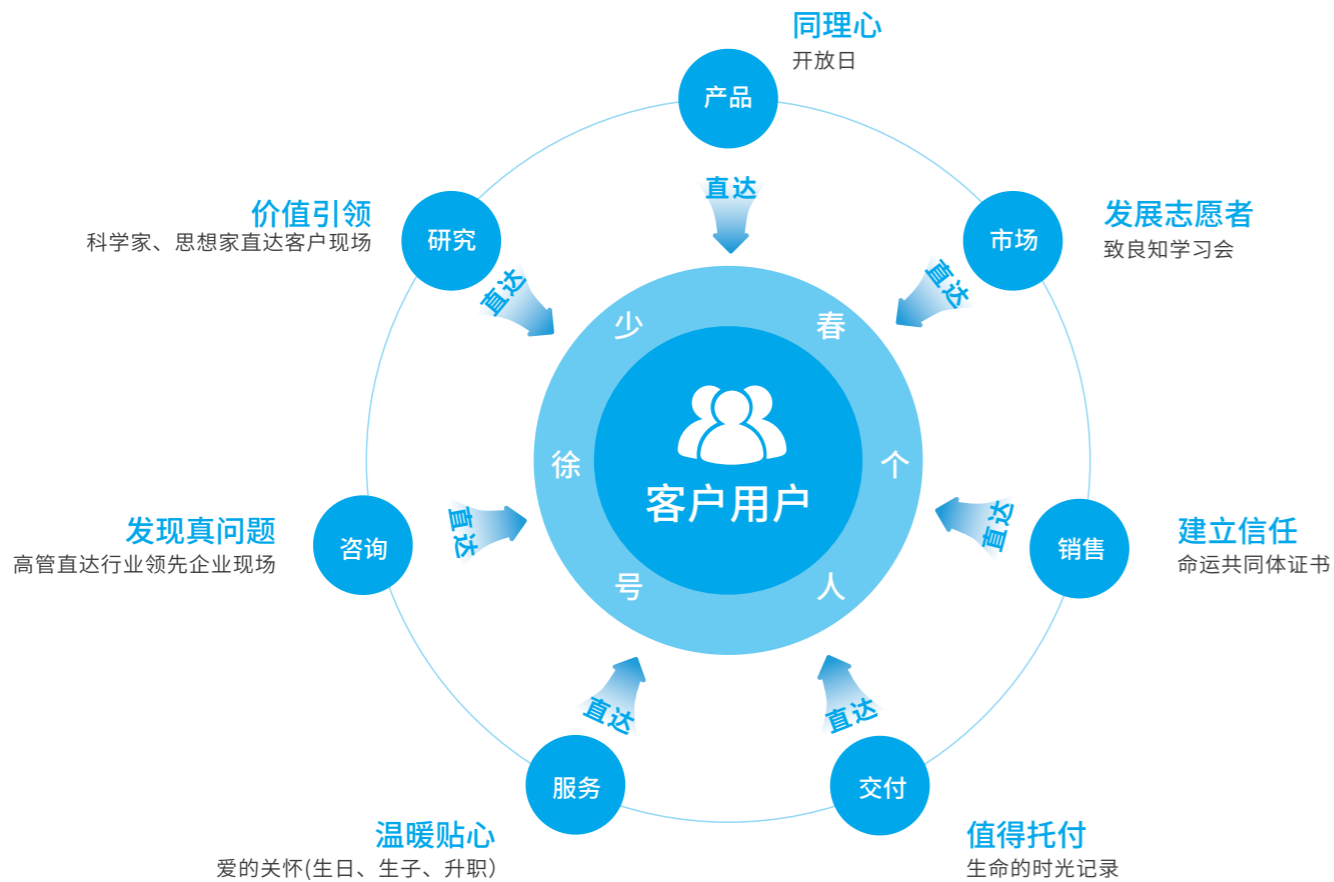 同理心
开放日
产品
直达
发展志愿者
致良知学习会
市场
直达
建立信任
命运共同体证书
销售
直达
值得托付
生命的时光记录
交付
直达
温暖贴心
爱的关怀(生日、生子、升职）
服务
直达
发现真问题
高管直达行业领先企业现场
咨询
直达
价值引领
科学家、思想家直达客户现场
研究
直达
徐少春个人号
客户用户